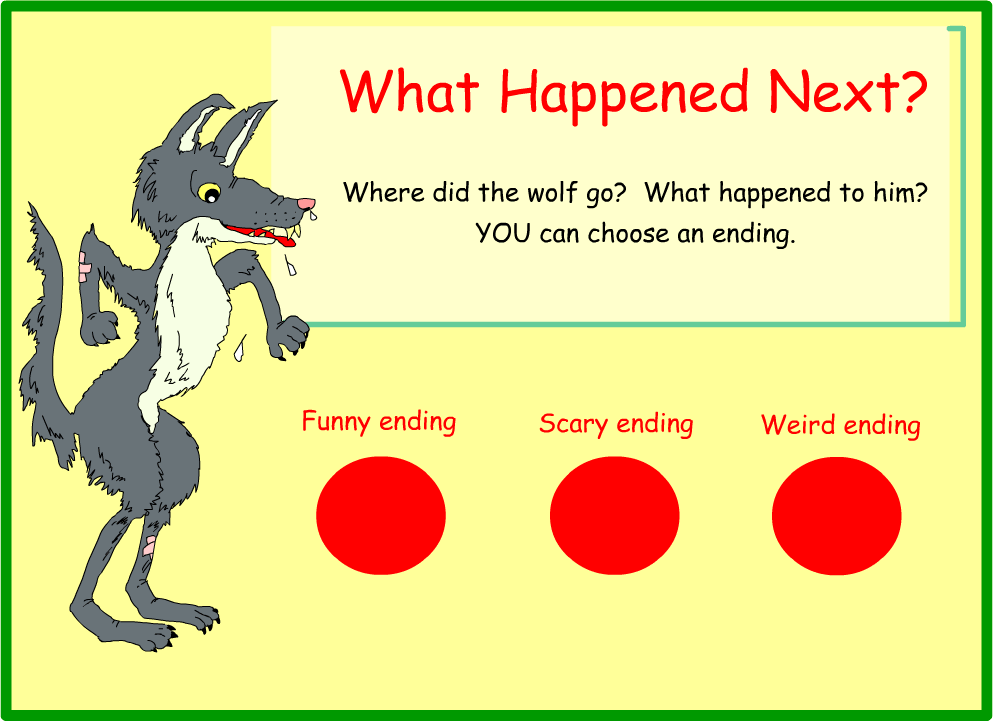 What Happened Next?
Where did the wolf go?  What happened to him?
YOU can choose an ending.
Funny ending
Scary ending
Weird ending